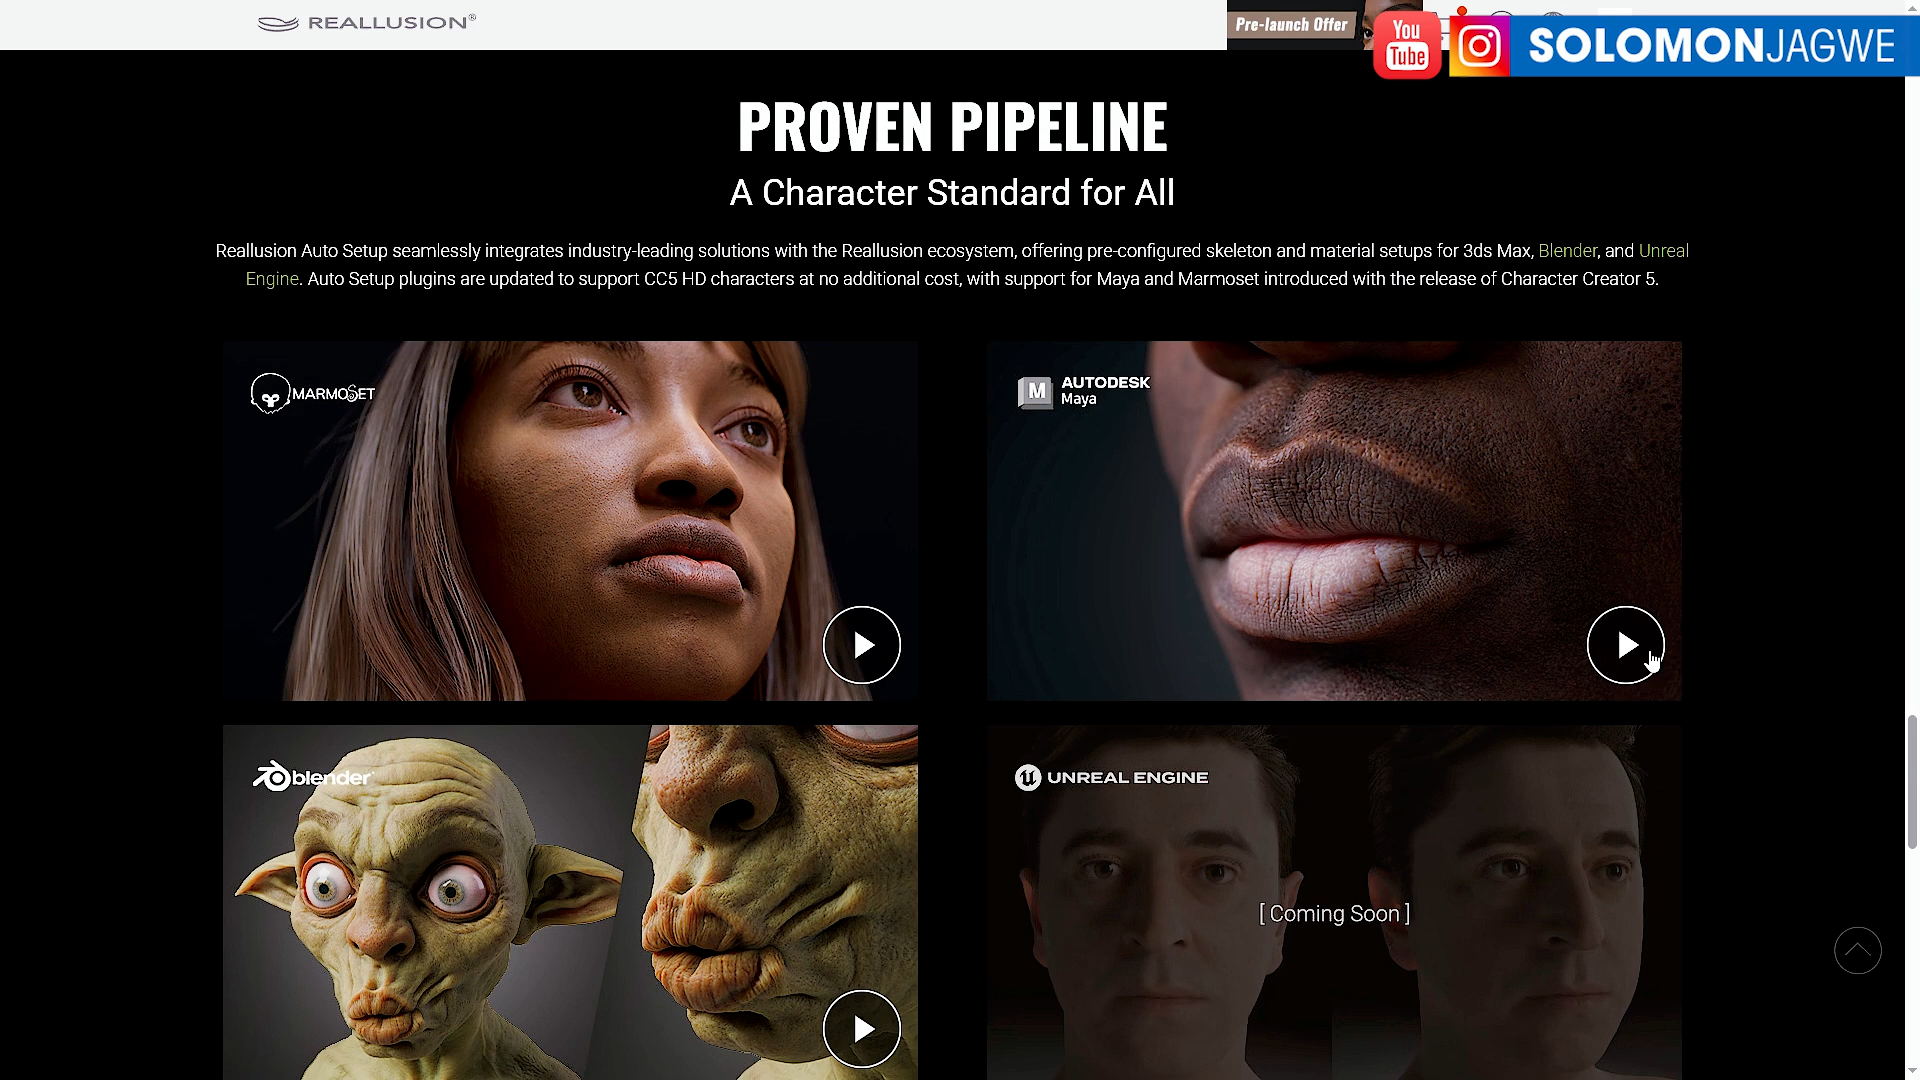 REALLUSION®
Pre-launch Offer
You
Tube
SOLOMONJAGWE
PROVEN PIPELINE
A Character Standard for All
Reallusion Auto Setup seamlessly integrates industry-leading solutions with the Reallusion ecosystem, offering pre-configured skeleton and material setups for 3ds Max, Blender, and Unreal
Engine. Auto Setup plugins are updated to support CC5 HD characters at no additional cost, with support for Maya and Marmoset introduced with the release of Character Creator 5.
MARMOSET
M AUTODESK
Maya
blender
UNREAL ENGINE
[ Coming Soon ]